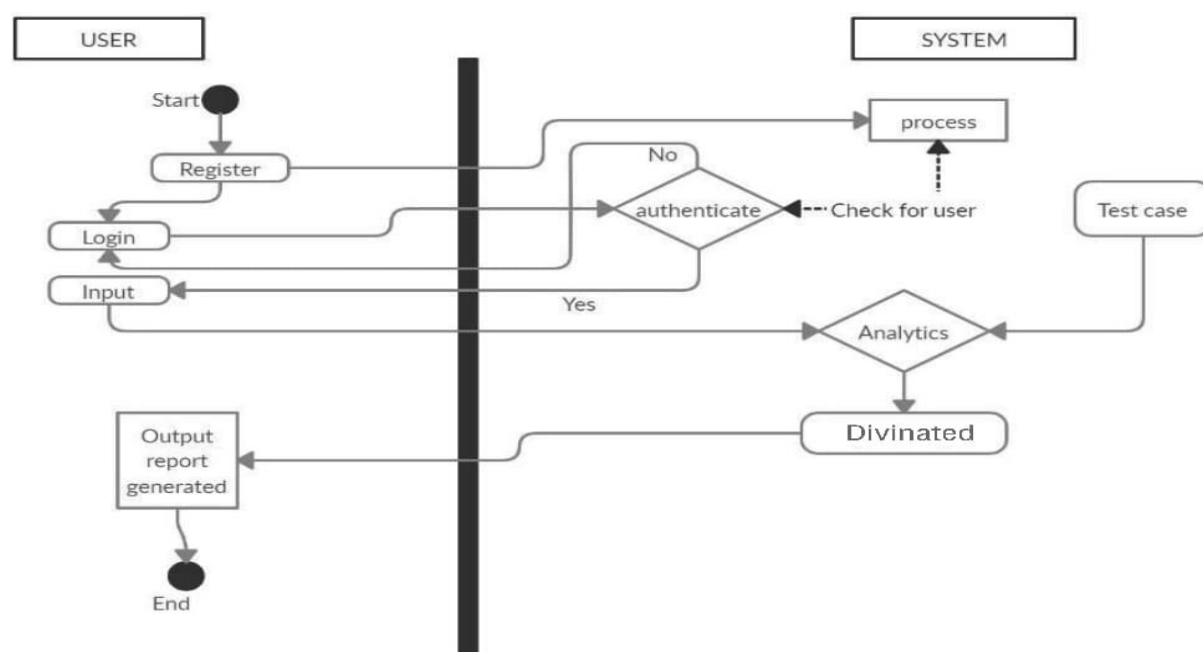 USER
SYSTEM
Start
process
Register
No
authenticate
Check for user
Test case
Login
Input
Yes
Analytics
Divinated
Output
report
generated
End